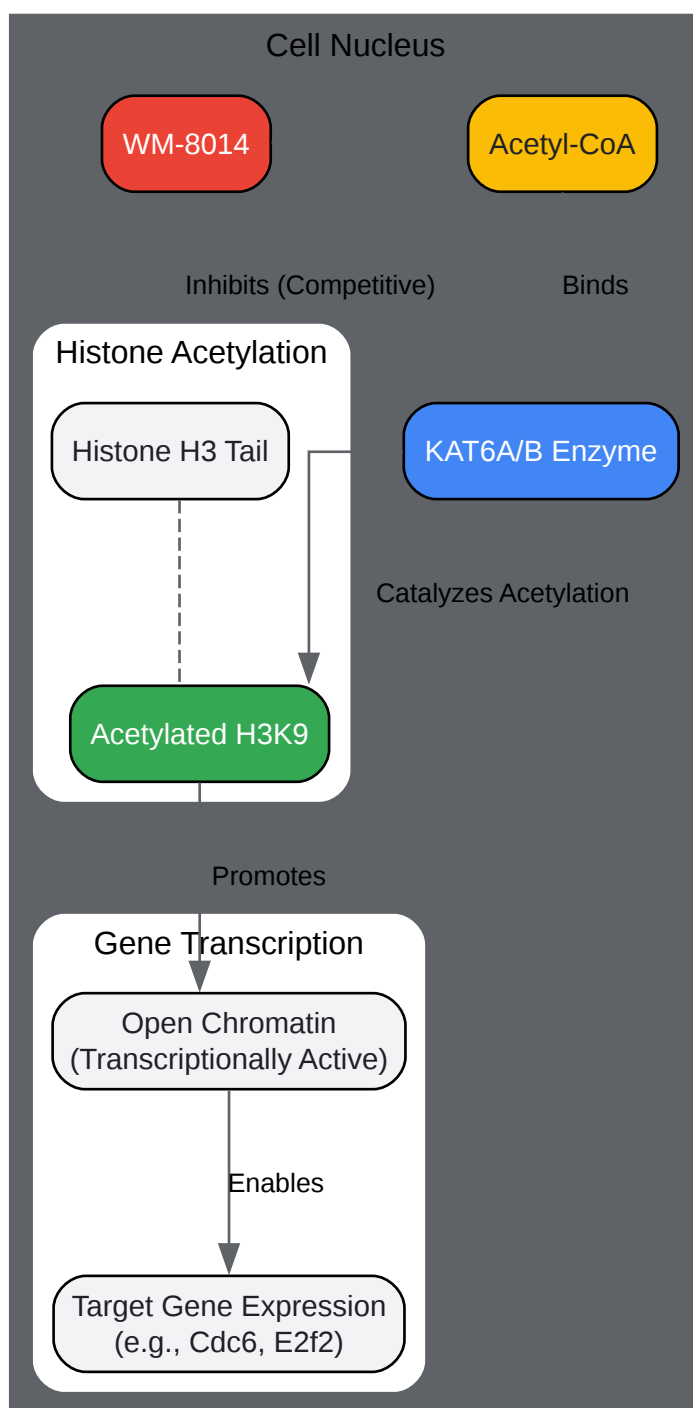 Cell Nucleus
WM-8014
Acetyl-CoA
Inhibits (Competitive)
Binds
Histone Acetylation
Histone H3 Tail
KAT6A/B Enzyme
Catalyzes Acetylation
Acetylated H3K9
Promotes
Gene Transcription
Open Chromatin
(Transcriptionally Active)
Enables
Target Gene Expression
(e.g., Cdc6, E2f2)